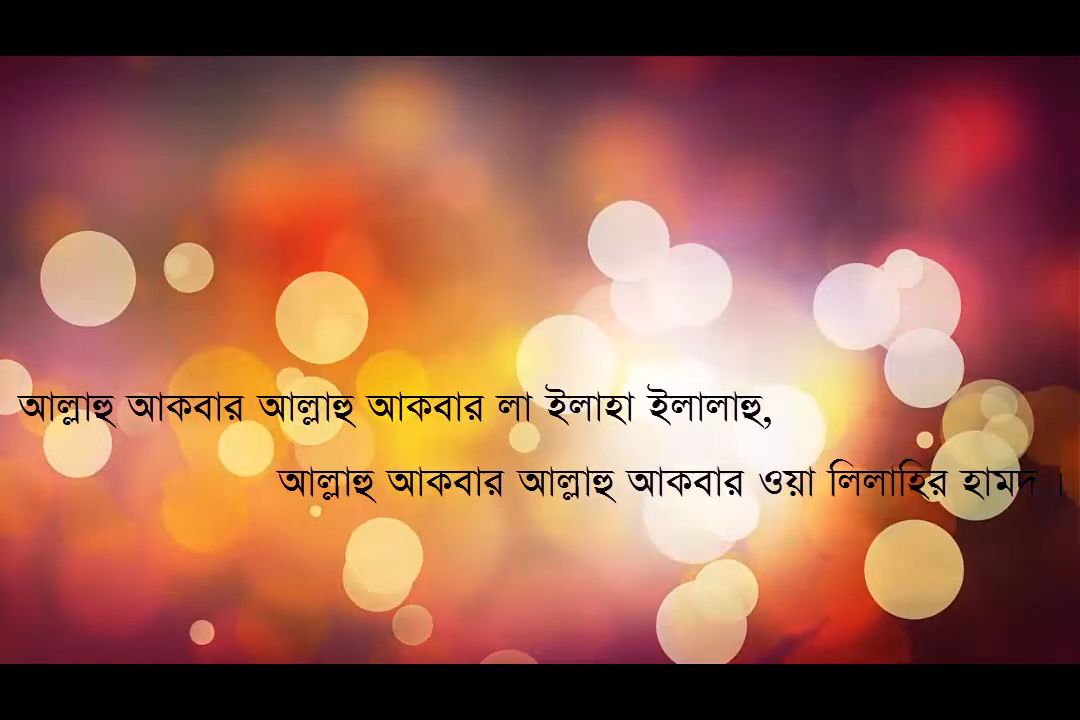 আল্লাহু আকবার আল্লাহু আকবার লা ইলাহা ইলালাহু,
আল্লাহু আকবার আল্লাহু আকবার ওয়া লিলাহির হামদ ।